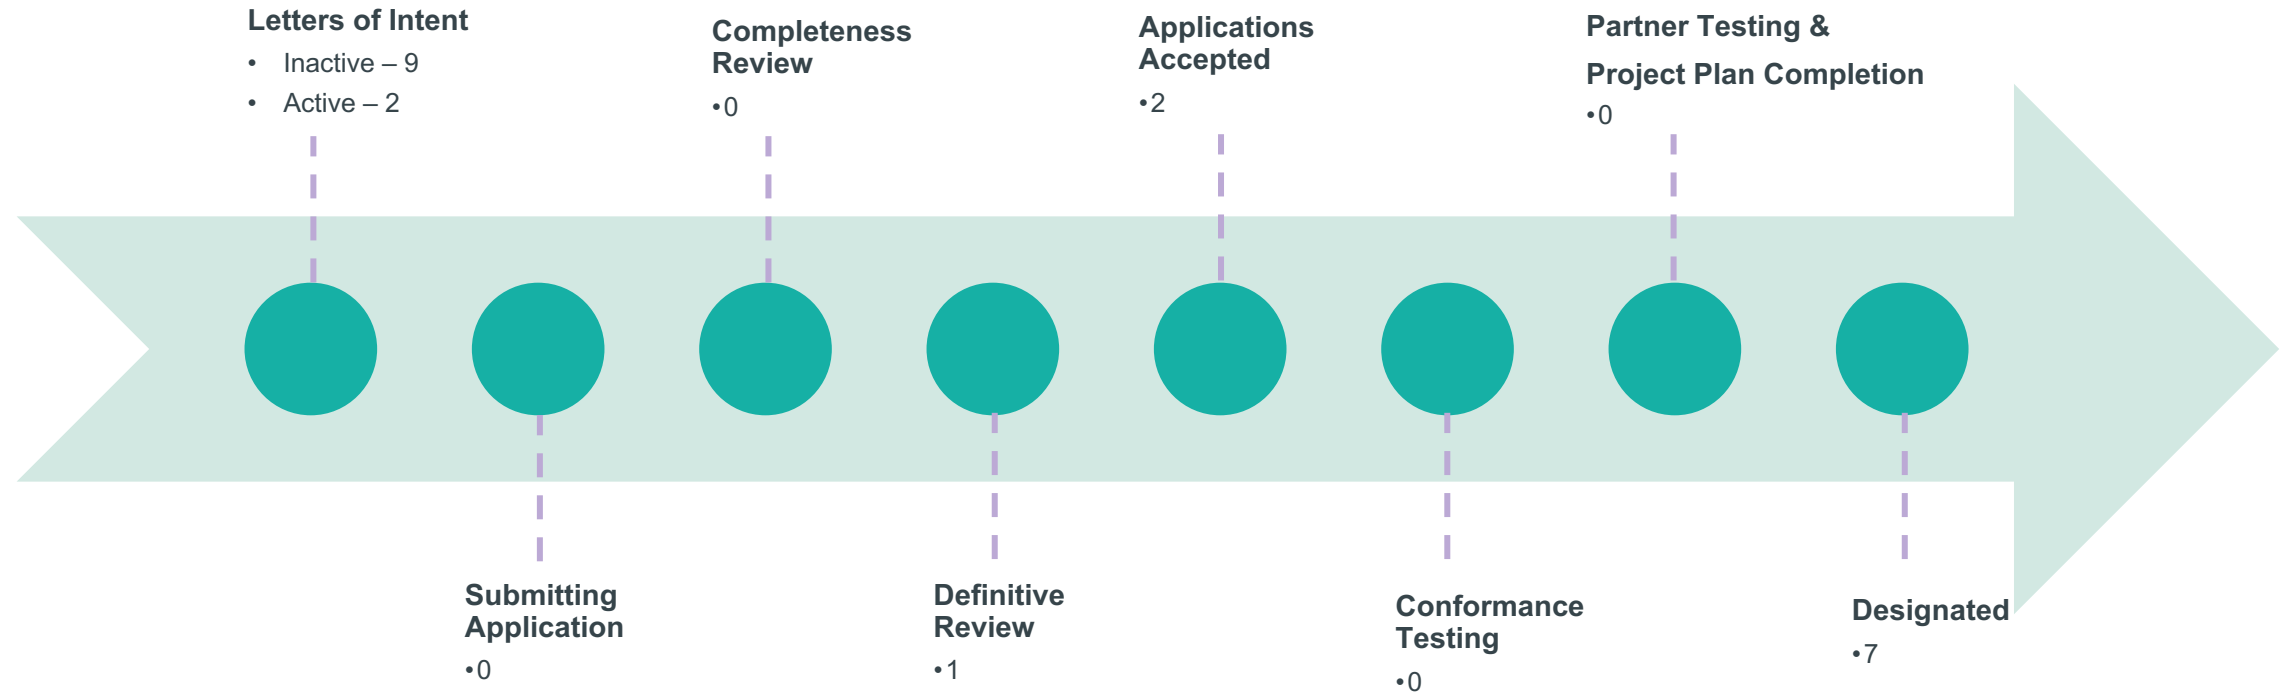 Letters of Intent
• Inactive – 9
• Active – 2
Submitting
Application
•0
Completeness
Review
•0
Definitive
Review
•1
Applications
Accepted
•2
Conformance
Testing
•0
Partner Testing &
Project Plan Completion
•0
Designated
•7